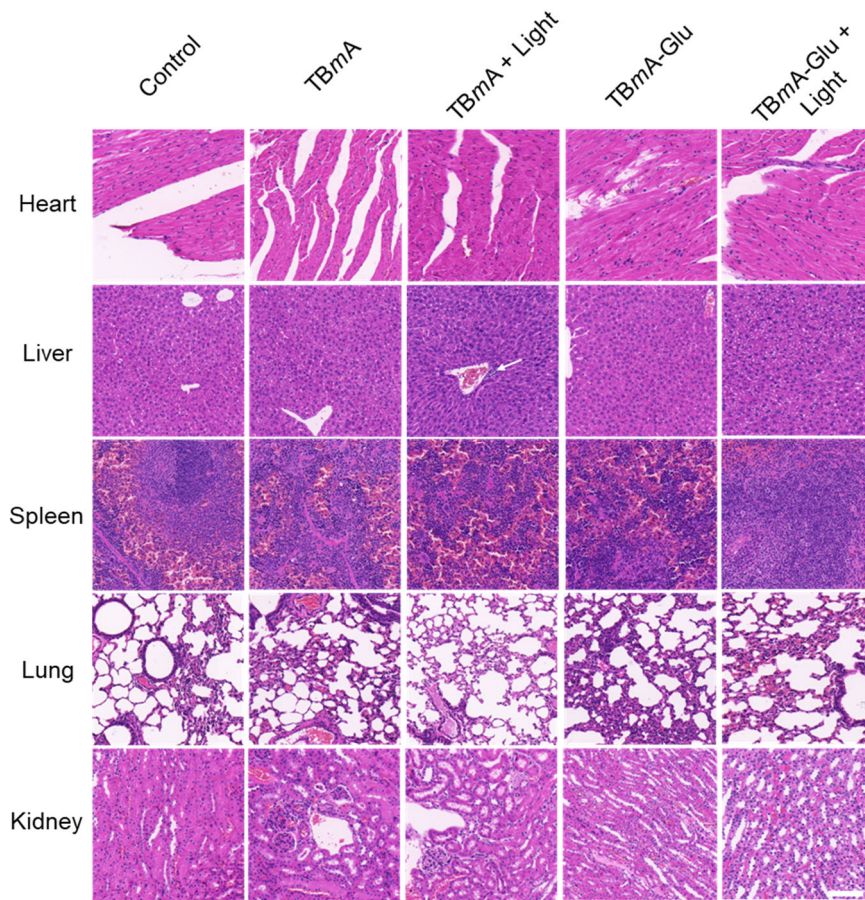 Control
TBmA
TBmA + Light
TBmA-Glu
TBmA-Glu +
Light
Heart
Liver
Spleen
Lung
Kidney